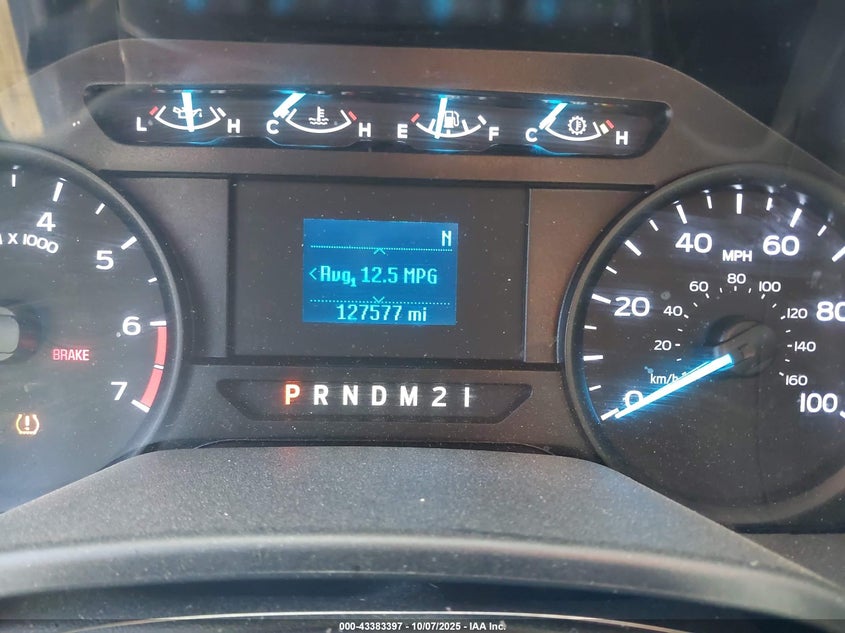 L H C H E F C H
4
X 1000
5
6
7
BRAKE
N
<Avg₁ 12.5 MPG
127577 mi
P R N D M 2 1
0 20 40 60 80 100
MPH
20 40 60 80 100 120 140 160
km/h
000-43383397 - 10/07/2025 - IAA Inc.